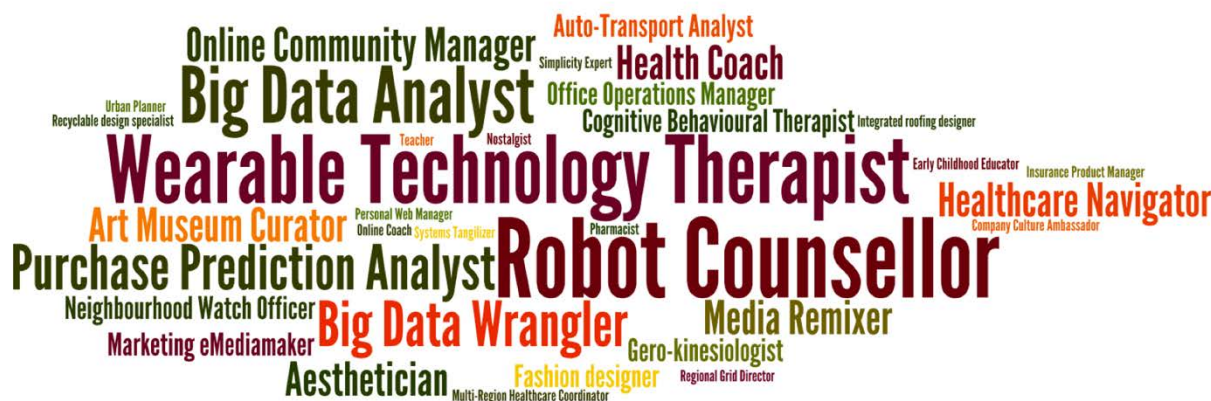 Auto-Transport Analyst
Online Community Manager
Simplicity Expert
Health Coach
Big Data Analyst
Office Operations Manager
Urban Planner
Recyclable design specialist
Cognitive Behavioural Therapist
Integrated roofing designer
Teacher
Nostalgist
Wearable Technology Therapist
Early Childhood Educator
Insurance Product Manager
Healthcare Navigator
Art Museum Curator
Personal Web Manager
Online Coach
Systems Tangilizer
Pharmacist
Company Culture Ambassador
Purchase Prediction Analyst
Robot Counsellor
Neighbourhood Watch Officer
Big Data Wrangler
Media Remixer
Marketing eMediamaker
Gero-kinesiologist
Aesthetician
Fashion designer
Regional Grid Director
Multi-Region Healthcare Coordinator